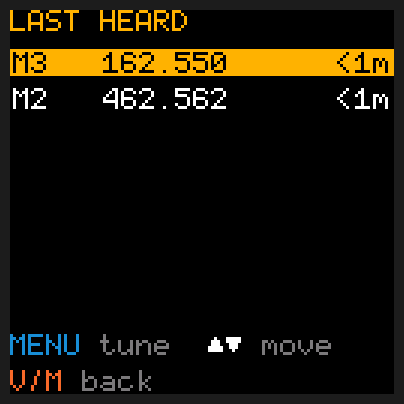 LAST HEARD
M3 162.550 <1m
M2 462.562 <1m
MENU tune ▲▼ move
V/M back